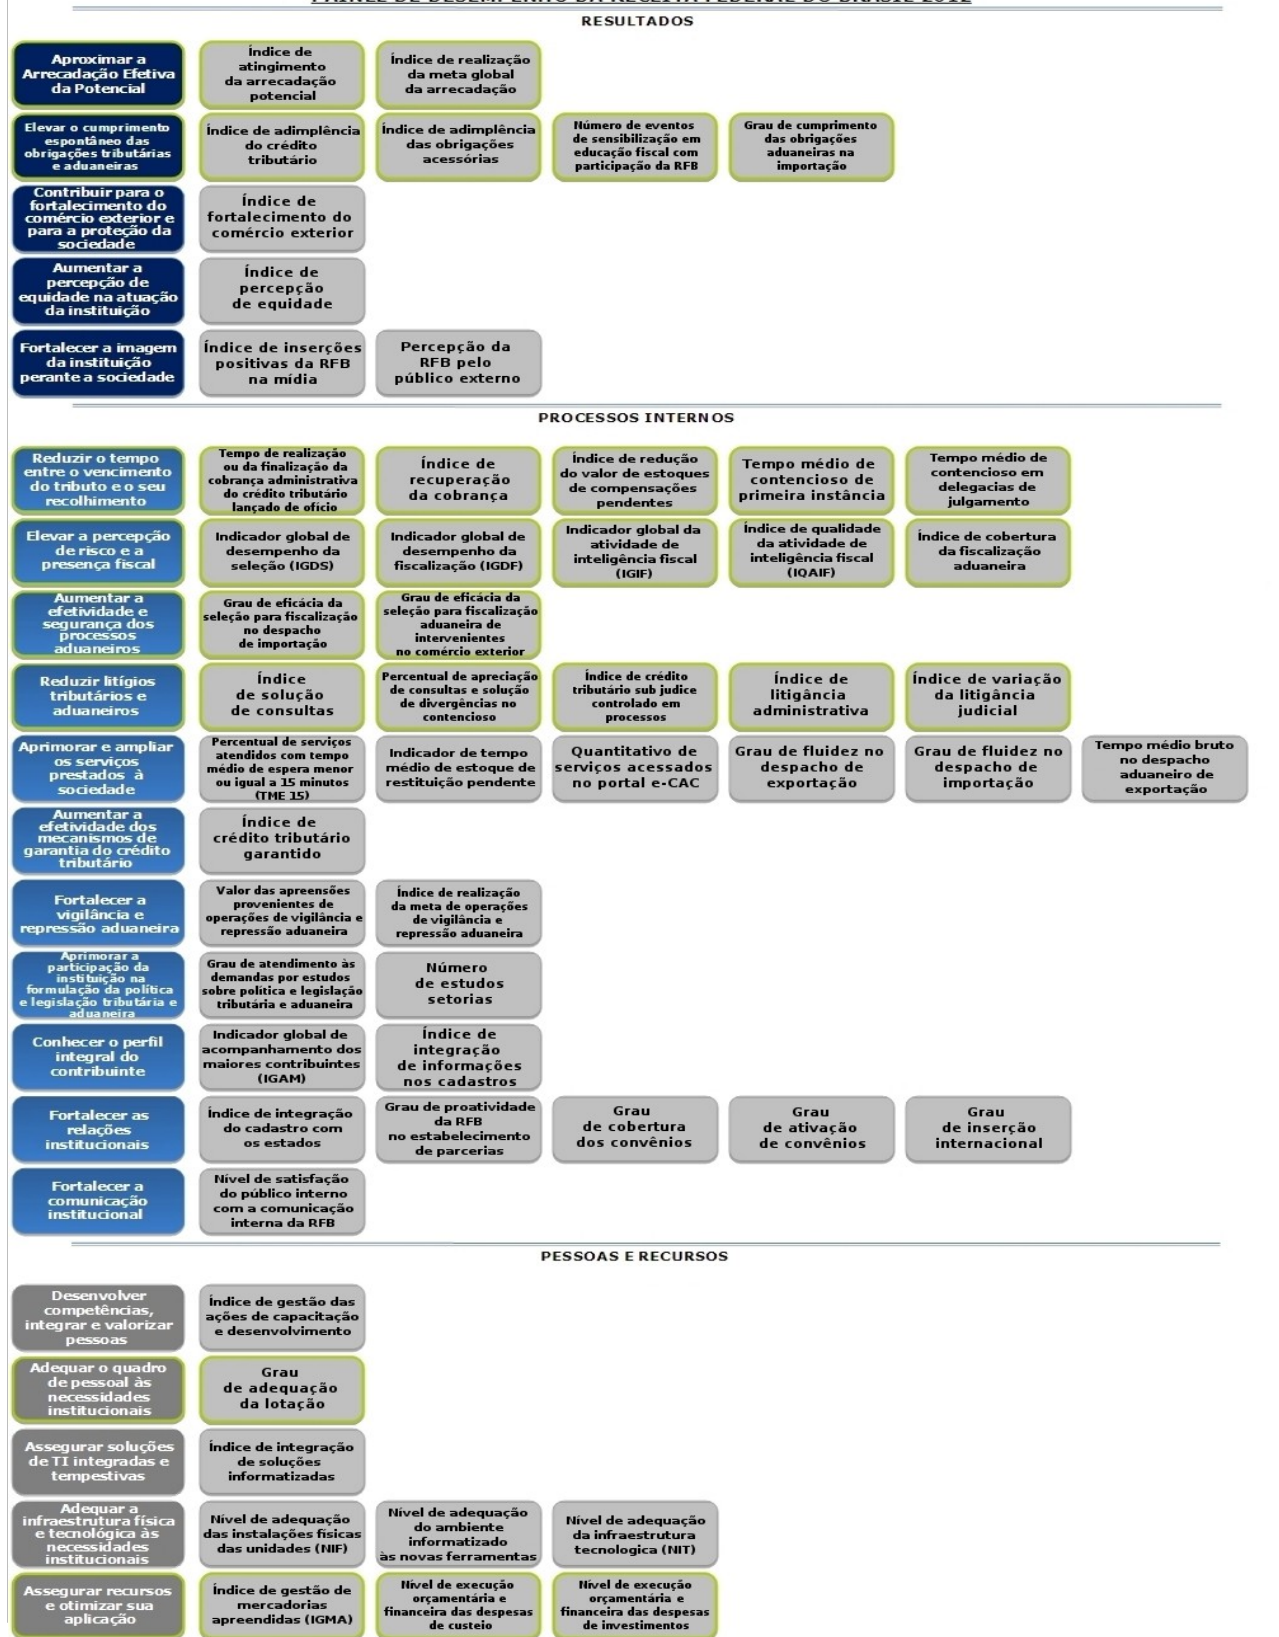 PAINEL DE DESEMPENHO DA RECEITA FEDERAL DO BRASIL 2012
RESULTADOS
Aproximar a
Arrecadação Efetiva
da Potencial
Índice de
atingimento
da arrecadação
potencial
Índice de realização
da meta global
da arrecadação
Elevar o cumprimento
espontâneo das
obrigações tributárias
e aduaneiras
Índice de adimplência
do crédito
tributário
Índice de adimplência
das obrigações
acessórias
Número de eventos
de sensibilização em
educação fiscal com
participação da RFB
Grau de cumprimento
das obrigações
aduaneiras na
importação
Contribuir para o
fortalecimento do
comércio exterior e
para a proteção da
sociedade
Índice de
fortalecimento do
comércio exterior
Aumentar a
percepção de
equidade na atuação
da instituição
Índice de
percepção
de equidade
Fortalecer a imagem
da instituição
perante a sociedade
Índice de inserções
positivas da RFB
na mídia
Percepção da
RFB pelo
público externo
PROCESSOS INTERNOS
Reduzir o tempo
entre o vencimento
do tributo e o seu
recolhimento
Tempo de realização
ou da finalização da
cobrança administrativa
do crédito tributário
lançado de ofício
Índice de
recuperação
da cobrança
Índice de redução
do valor de estoques
de compensações
pendentes
Tempo médio de
contencioso de
primeira instância
Tempo médio de
contencioso em
delegacias de
julgamento
Elevar a percepção
de risco e a
presença fiscal
Indicador global de
desempenho da
seleção (IGDS)
Indicador global de
desempenho da
fiscalização (IGDF)
Indicador global da
atividade de
inteligência fiscal
(IGIF)
Índice de qualidade
da atividade de
inteligência fiscal
(IQAIF)
Índice de cobertura
da fiscalização
aduaneira
Aumentar a
efetividade e
segurança dos
processos
aduaneiros
Grau de eficácia da
seleção para fiscalização
no despacho
de importação
Grau de eficácia da
seleção para fiscalização
aduaneira de
intervenientes
no comércio exterior
Reduzir litígios
tributários e
aduaneiros
Índice
de solução
de consultas
Percentual de apreciação
de consultas e solução
de divergências no
contencioso
Índice de crédito
tributário sub judice
controlado em
processos
Índice de
litigância
administrativa
Índice de variação
da litigância
judicial
Aprimorar e ampliar
os serviços
prestados à
sociedade
Percentual de serviços
atendidos com tempo
médio de espera menor
ou igual a 15 minutos
(TME 15)
Indicador de tempo
médio de estoque de
restituição pendente
Quantitativo de
serviços acessados
no portal e-CAC
Grau de fluidez no
despacho de
exportação
Grau de fluidez no
despacho de
importação
Tempo médio bruto
no despacho
aduaneiro de
exportação
Aumentar a
efetividade dos
mecanismos de
garantia do crédito
tributário
Índice de
crédito tributário
garantido
Fortalecer a
vigilância e
repressão aduaneira
Valor das apreensões
provenientes de
operações de vigilância e
repressão aduaneira
Índice de realização
da meta de operações
de vigilância e
repressão aduaneira
Aprimorar a
participação da
instituição na
formulação da política
e legislação tributária e
aduaneira
Grau de atendimento às
demandas por estudos
sobre política e legislação
tributária e aduaneira
Número
de estudos
setorias
Conhecer o perfil
integral do
contribuinte
Indicador global de
acompanhamento dos
maiores contribuintes
(IGAM)
Índice de
integração
de informações
nos cadastros
Fortalecer as
relações
institucionais
Índice de integração
do cadastro com
os estados
Grau de proatividade
da RFB
no estabelecimento
de parcerias
Grau
de cobertura
dos convênios
Grau
de ativação
de convênios
Grau
de inserção
internacional
Fortalecer a
comunicação
institucional
Nível de satisfação
do público interno
com a comunicação
interna da RFB
PESSOAS E RECURSOS
Desenvolver
competências,
integrar e valorizar
pessoas
Índice de gestão das
ações de capacitação
e desenvolvimento
Adequar o quadro
de pessoal às
necessidades
institucionais
Grau
de adequação
da lotação
Assegurar soluções
de TI integradas e
tempestivas
Índice de integração
de soluções
informatizadas
Adequar a
infraestrutura física
e tecnológica às
necessidades
institucionais
Nível de adequação
das instalações físicas
das unidades (NIF)
Nível de adequação
do ambiente
informatizado
às novas ferramentas
Nível de adequação
da infraestrutura
tecnologica (NIT)
Assegurar recursos
e otimizar sua
aplicação
Índice de gestão de
mercadorias
apreendidas (IGMA)
Nível de execução
orçamentária e
financeira das despesas
de custeio
Nível de execução
orçamentária e
financeira das despesas
de investimentos